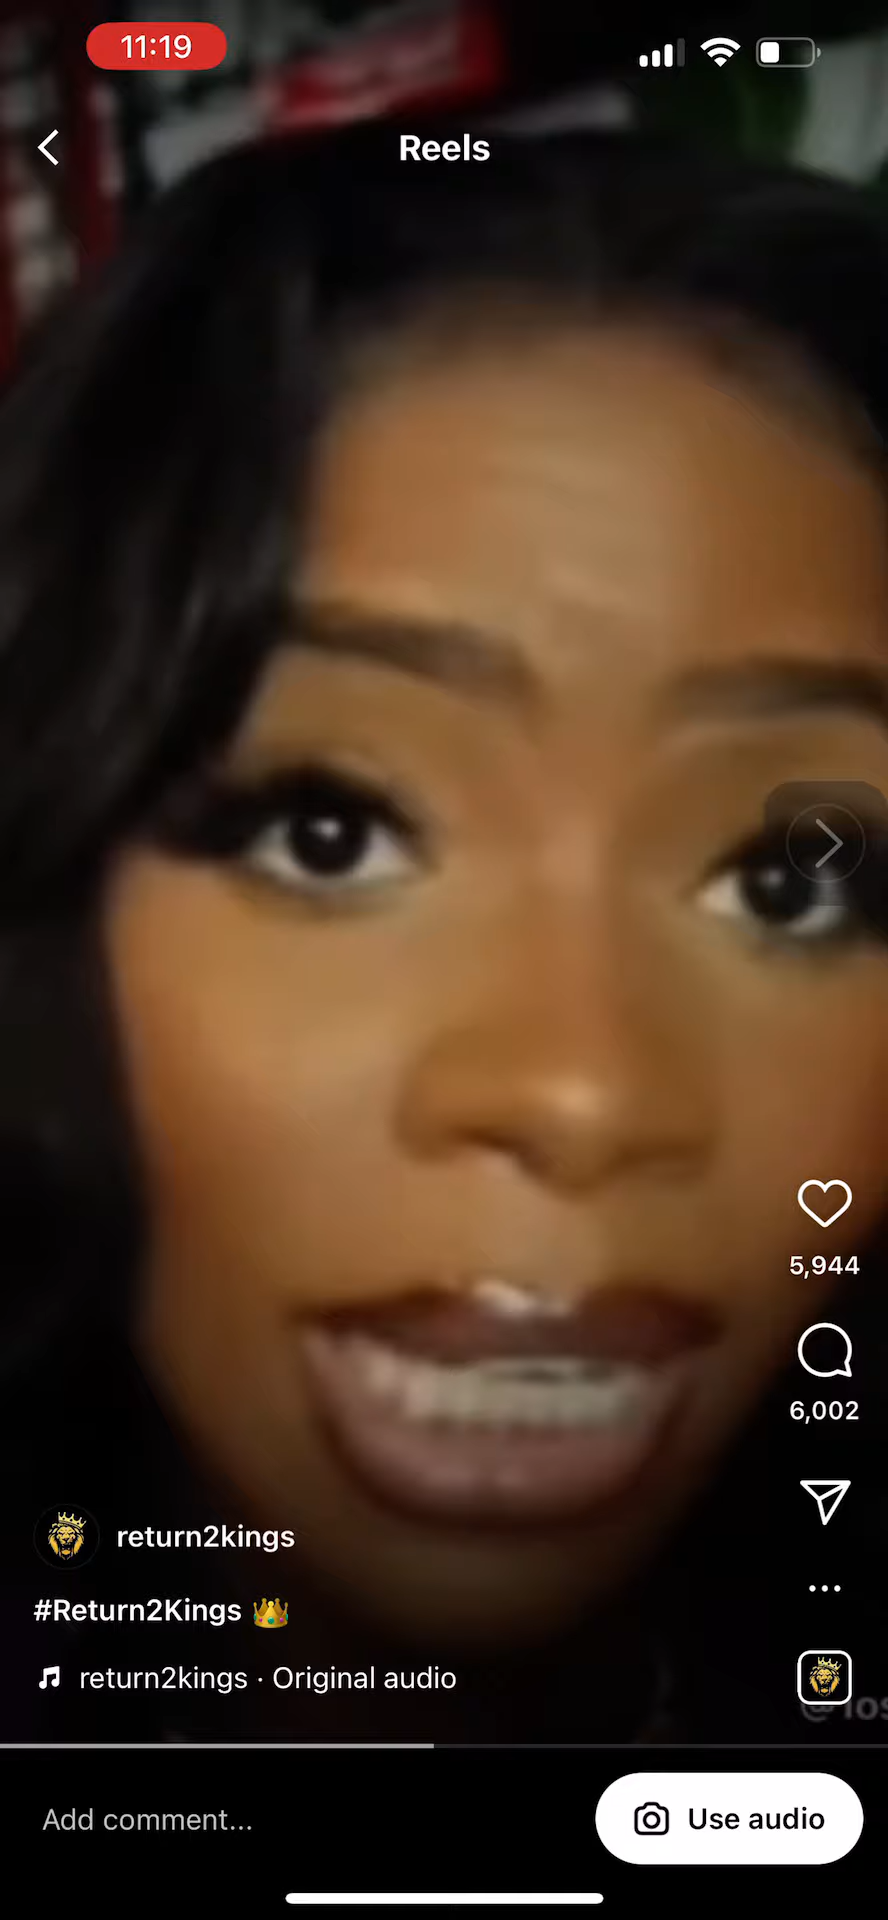 11:19
Reels
5,944
6,002
return2kings
#Return2Kings 👑
return2kings · Original audio
Add comment...
Use audio